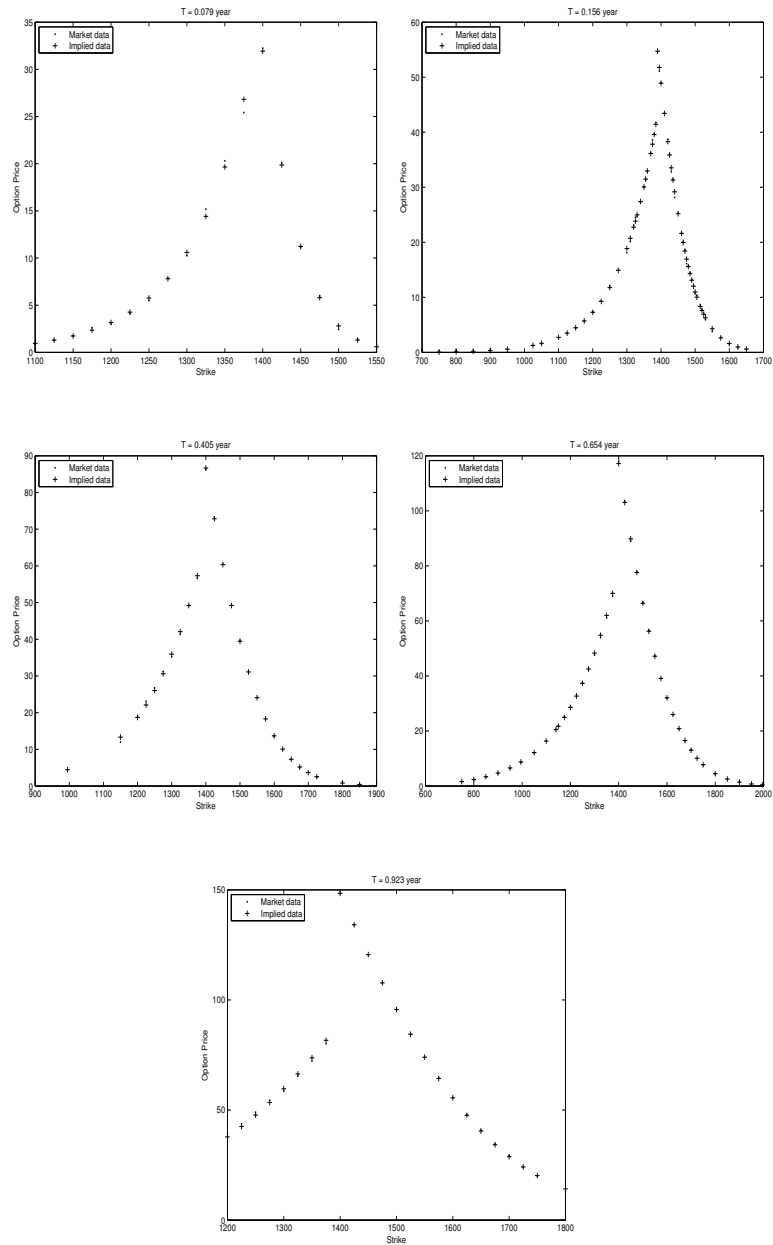 T = 0.079 year
Market data
Implied data
35
30
25
20
15
10
5
0
Option Price
1100 1150 1200 1250 1300 1350 1400 1450 1500 1550
Strike
T = 0.156 year
Market data
Implied data
60
50
40
30
20
10
0
Option Price
700 800 900 1000 1100 1200 1300 1400 1500 1600 1700
Strike
T = 0.405 year
Market data
Implied data
90
80
70
60
50
40
30
20
10
0
Option Price
900 1000 1100 1200 1300 1400 1500 1600 1700 1800 1900
Strike
T = 0.654 year
Market data
Implied data
120
100
80
60
40
20
0
Option Price
600 800 1000 1200 1400 1600 1800 2000
Strike
T = 0.923 year
Market data
Implied data
150
100
50
0
Option Price
1200 1300 1400 1500 1600 1700 1800
Strike